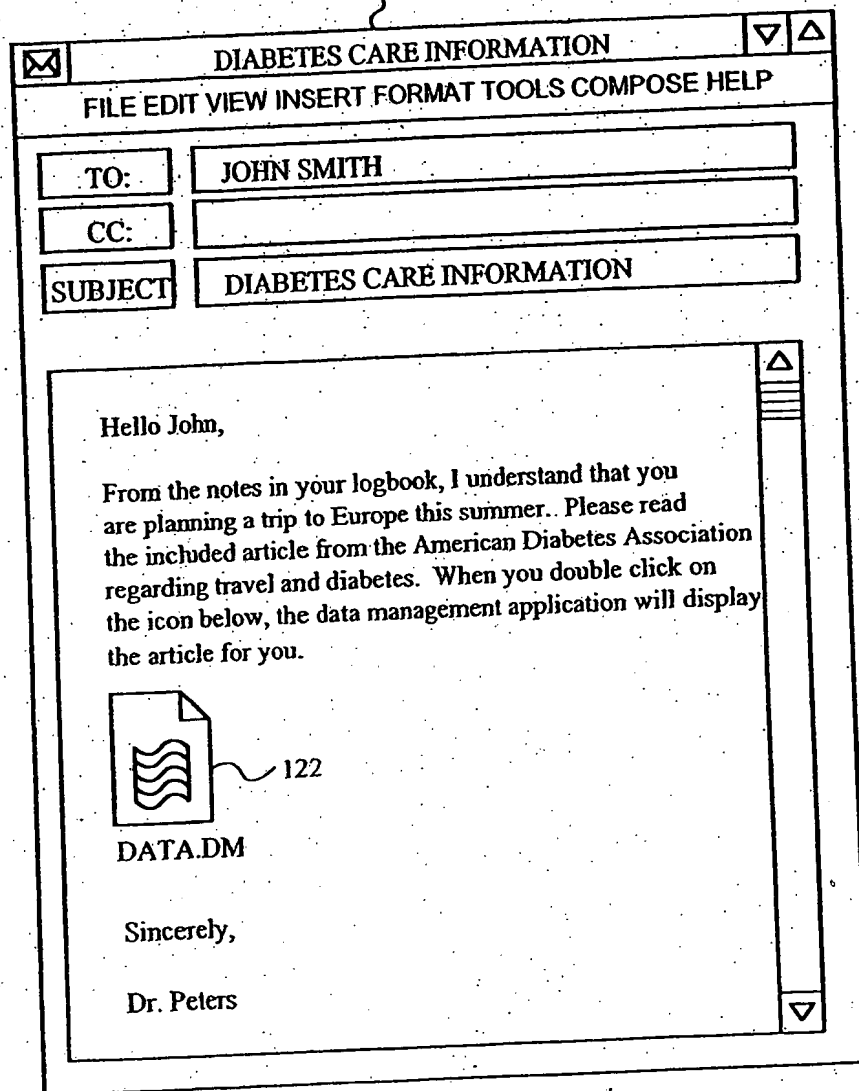 DIABETES CARE INFORMATION
FILE EDIT VIEW INSERT FORMAT TOOLS COMPOSE HELP
TO: JOHN SMITH
CC:
SUBJECT DIABETES CARE INFORMATION
Hello John,
From the notes in your logbook, I understand that you
are planning a trip to Europe this summer.. Please read
the included article from the American Diabetes Association
regarding travel and diabetes. When you double click on
the icon below, the data management application will display
the article for you.
122
DATA.DM
Sincerely,
Dr. Peters